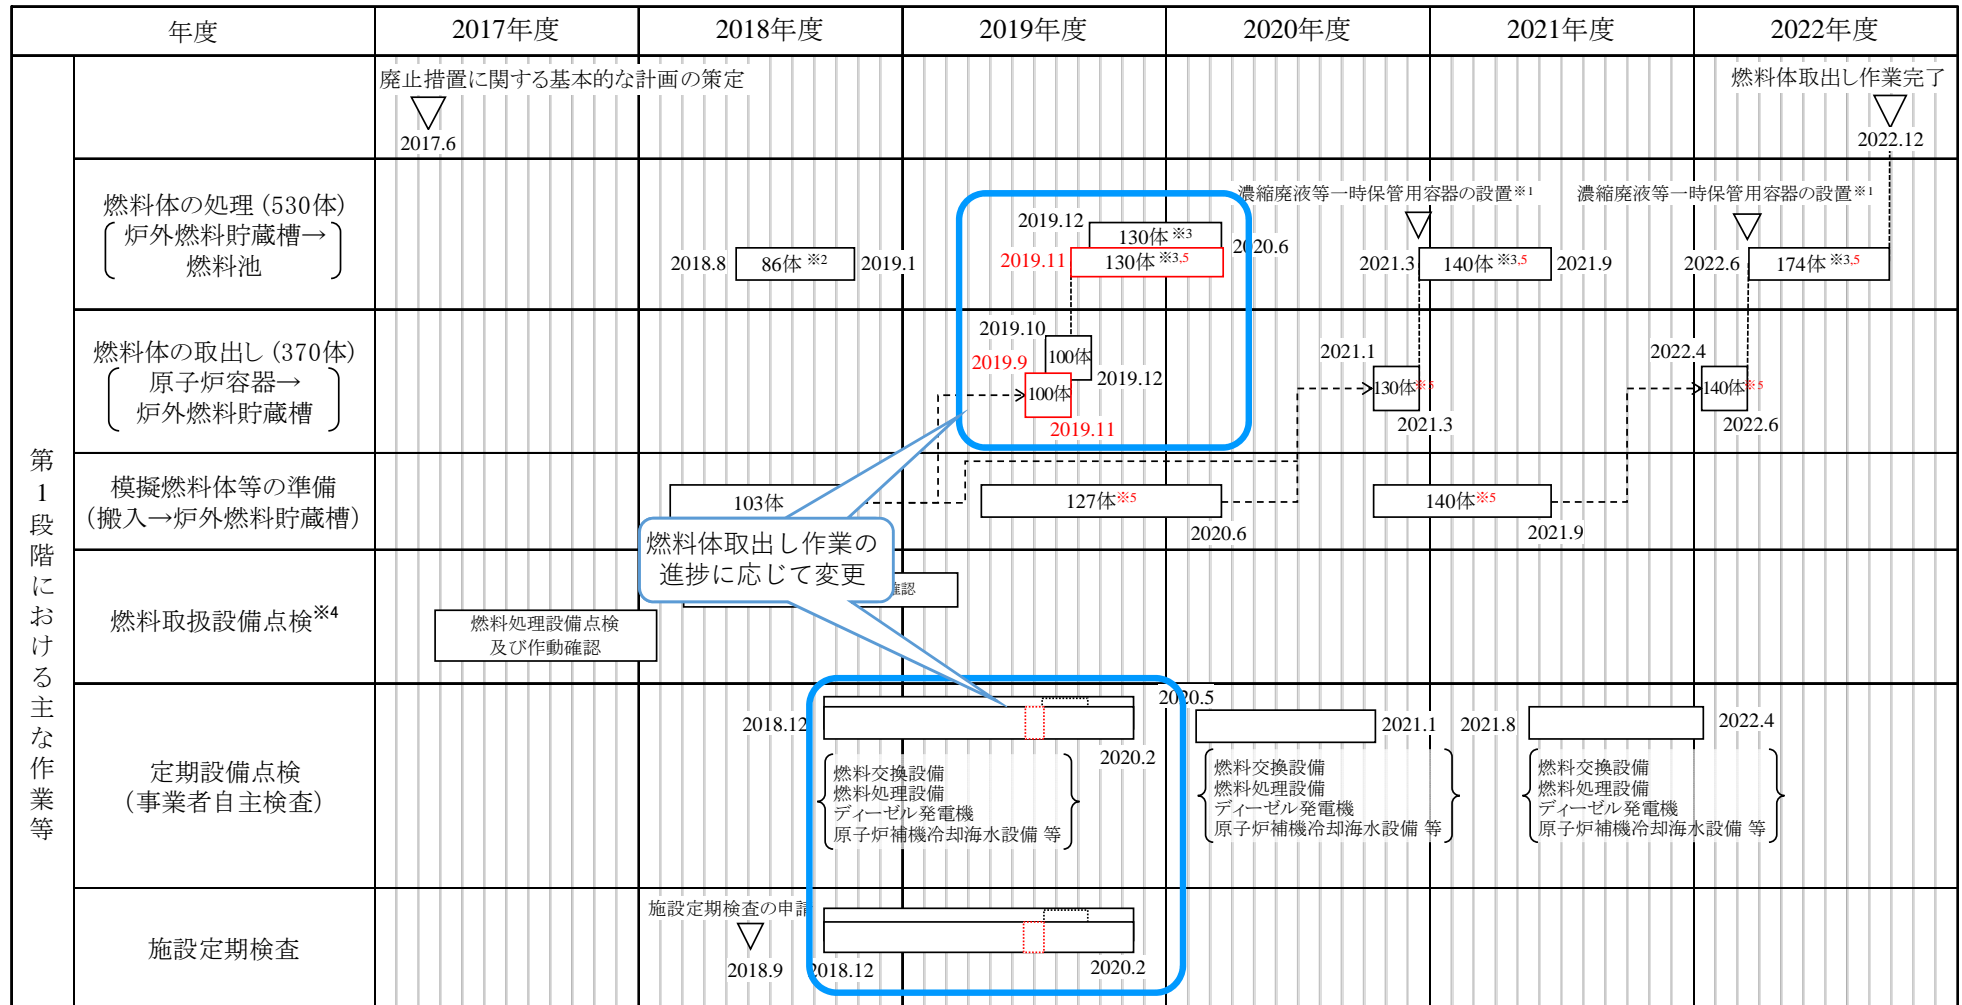 年度
2017年度
2018年度
2019年度
2020年度
2021年度
2022年度
第1段階における主な作業等
廃止措置に関する基本的な計画の策定
2017.6
燃料体取出し作業完了
2022.12
燃料体の処理（530体）
炉外燃料貯蔵槽→
燃料池
2018.8
86体 ※2
2019.1
2019.12
130体 ※3
2020.6
2019.11
130体 ※3,5
濃縮廃液等一時保管用容器の設置※1
2021.3
140体 ※3,5
2021.9
濃縮廃液等一時保管用容器の設置※1
2022.6
174体 ※3,5
燃料体の取出し（370体）
原子炉容器→
炉外燃料貯蔵槽
2019.10
100体
2019.12
2019.9
100体
2019.11
2021.1
130体※5
2021.3
2022.4
140体※5
2022.6
模擬燃料体等の準備
（搬入→炉外燃料貯蔵槽）
103体
127体※5
2020.6
140体※5
2021.9
燃料体取出し作業の
進捗に応じて変更
燃料取扱設備点検※4
燃料処理設備点検
及び作動確認
確認
定期設備点検
（事業者自主検査）
2018.12
2020.2
燃料交換設備
燃料処理設備
ディーゼル発電機
原子炉補機冷却海水設備 等
2020.5
2021.1
燃料交換設備
燃料処理設備
ディーゼル発電機
原子炉補機冷却海水設備 等
2021.8
2022.4
燃料交換設備
燃料処理設備
ディーゼル発電機
原子炉補機冷却海水設備 等
施設定期検査
施設定期検査の申請
2018.9
2018.12
2020.2